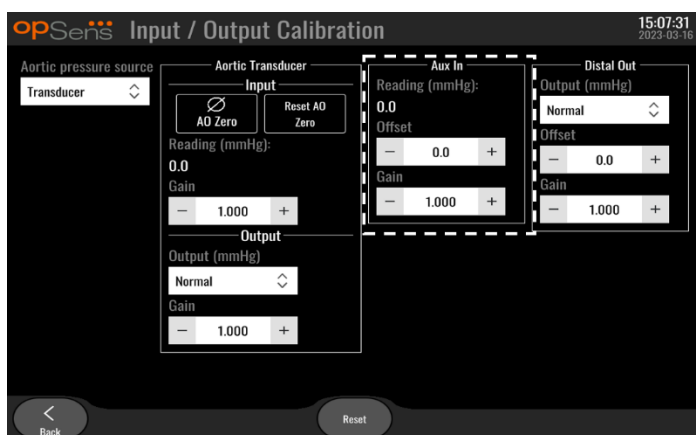 opSens Input / Output Calibration
15:07:31
2023-03-16
Aortic pressure source
Transducer
Aortic Transducer
Input
AO Zero
Reset AO
Zero
Reading (mmHg):
0.0
Gain
− 1.000 +
Output
Output (mmHg)
Normal
Gain
− 1.000 +
Aux In
Reading (mmHg):
0.0
Offset
− 0.0 +
Gain
− 1.000 +
Distal Out
Output (mmHg)
Normal
Offset
− 0.0 +
Gain
− 1.000 +
Back
Reset